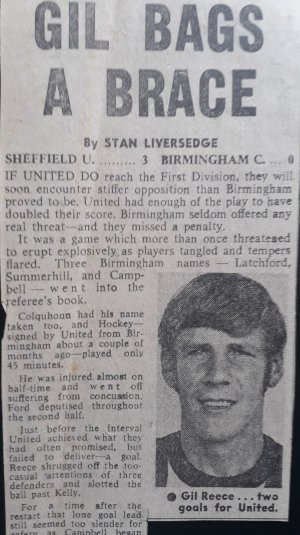 GIL BAGS
A BRACE
By STAN LIVERSEDGE
SHEFFIELD U. ......... 3 BIRMINGHAM C. ... 0
IF UNITED DO reach the First Division, they will
soon encounter stiffer opposition than Birmingham
proved to be. United had enough of the play to have
doubled their score. Birmingham seldom offered any
real threat—and they missed a penalty.
It was a game which more than once threatened
to erupt explosively as players tangled and tempers
flared. Three Birmingham names — Latchford,
Summerhill, and Camp-
bell — went into the
referee's book.
Colquhoun had his name
taken too, and Hockey—
signed by United from Bir-
mingham about a couple of
months ago—played only
45 minutes.
He was injured almost on
half-time and went off
suffering from concussion.
Ford deputised throughout
the second half.
Just before the interval
United achieved what they
had often promised, but
failed to deliver—a goal.
Reece shrugged off the too-
casual attentions of three
defenders and slotted the
ball past Kelly.
For a time after the
restart that lone goal lead
still seemed too slender for
safety as Campbell began
● Gil Reece . . . two
goals for United.